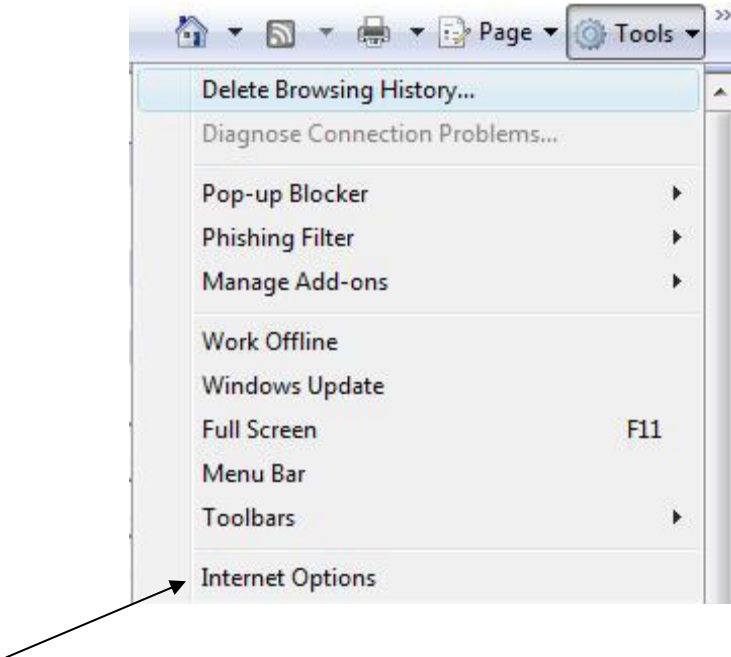 Page Tools »
Delete Browsing History...
Diagnose Connection Problems...
Pop-up Blocker
Phishing Filter
Manage Add-ons
Work Offline
Windows Update
Full Screen F11
Menu Bar
Toolbars
Internet Options